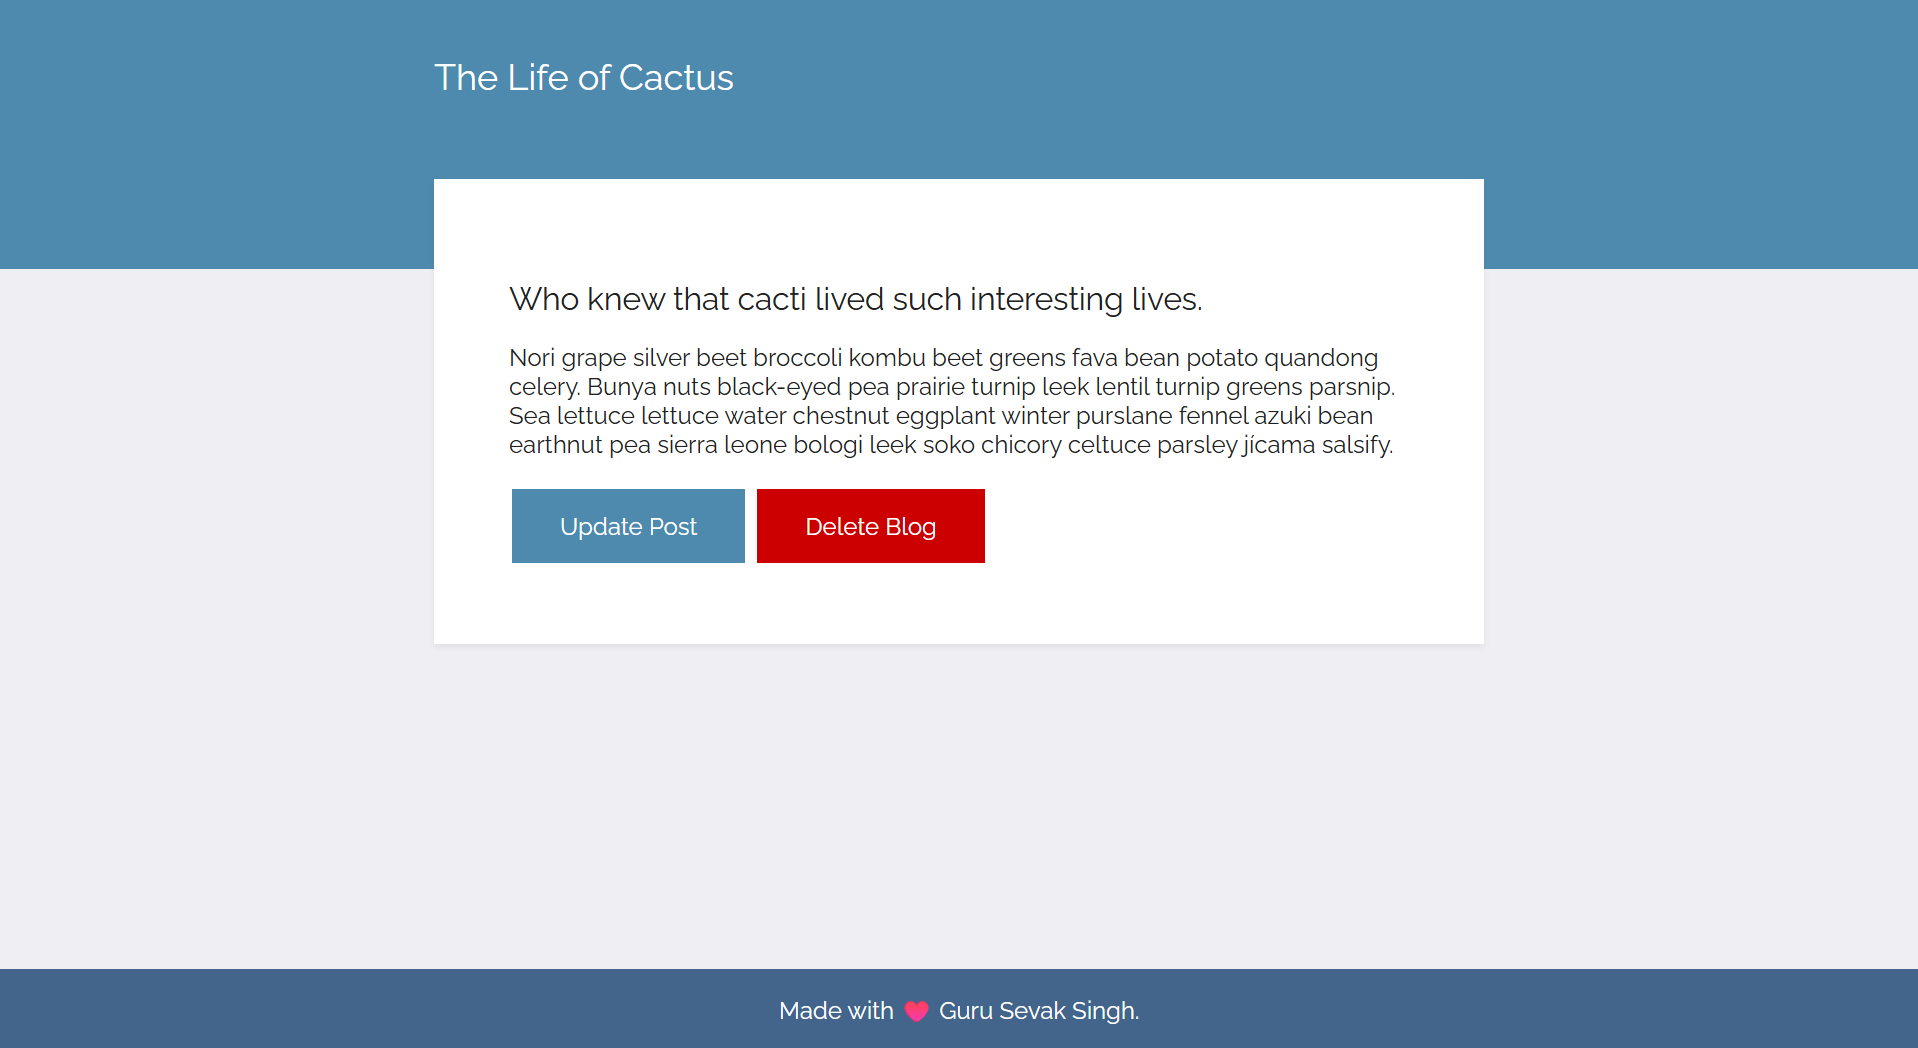 The Life of Cactus
Who knew that cacti lived such interesting lives.
Nori grape silver beet broccoli kombu beet greens fava bean potato quandong
celery. Bunya nuts black-eyed pea prairie turnip leek lentil turnip greens parsnip.
Sea lettuce lettuce water chestnut eggplant winter purslane fennel azuki bean
earthnut pea sierra leone bologi leek soko chicory celtuce parsley jícama salsify.
Update Post
Delete Blog
Made with 💗 Guru Sevak Singh.